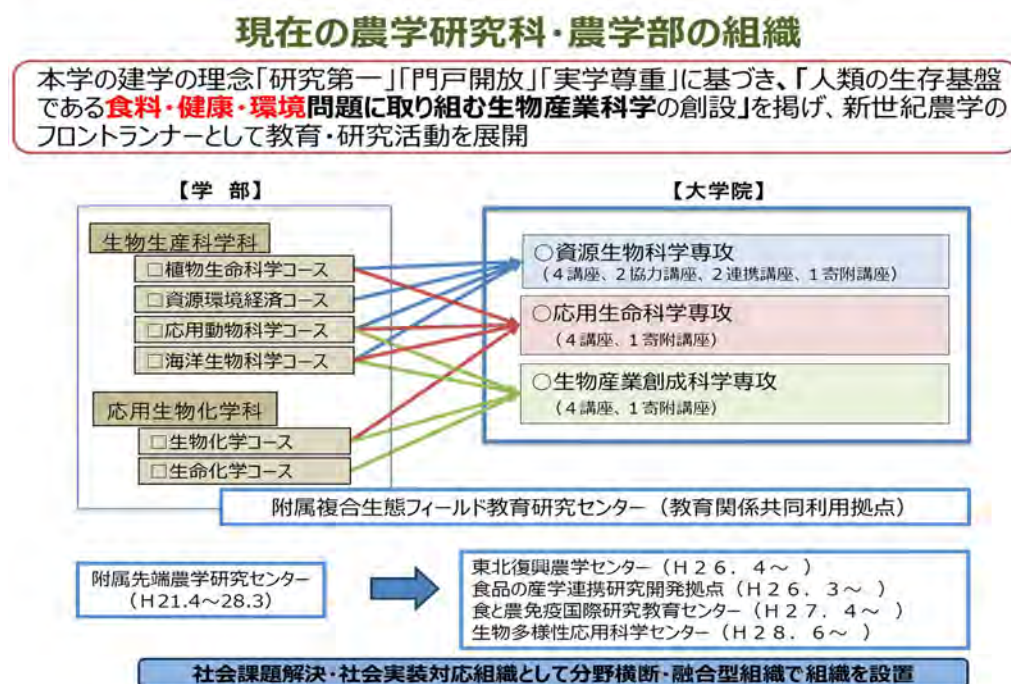 現在の農学研究科・農学部の組織
本学の建学の理念「研究第一」「門戸開放」「実学尊重」に基づき、「人類の生存基盤
である食料・健康・環境問題に取り組む生物産業科学の創設」を掲げ、新世紀農学の
フロントランナーとして教育・研究活動を展開
【学 部】
生物生産科学科
□植物生命科学コース
□資源環境経済コース
□応用動物科学コース
□海洋生物科学コース
応用生物化学科
□生物化学コース
□生命化学コース
【大学院】
○資源生物科学専攻
（４講座、２協力講座、２連携講座、１寄附講座）
○応用生命科学専攻
（４講座、１寄附講座）
○生物産業創成科学専攻
（４講座、１寄附講座）
附属複合生態フィールド教育研究センター（教育関係共同利用拠点）
附属先端農学研究センター
（H21.4～28.3）
東北復興農学センター（Ｈ２６．４～ ）
食品の産学連携研究開発拠点（Ｈ２６．３～ ）
食と農免疫国際研究教育センター（Ｈ２７．４～ ）
生物多様性応用科学センター（Ｈ２８．６～ ）
社会課題解決・社会実装対応組織として分野横断・融合型組織で組織を設置